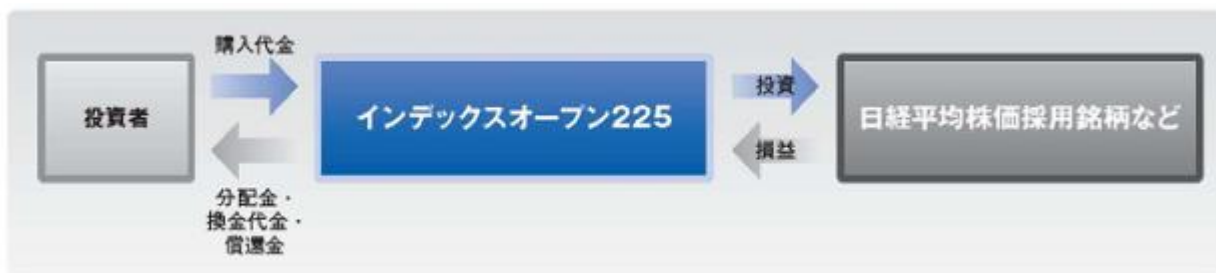 購入代金
投資者
インデックスオープン225
投資
日経平均株価採用銘柄など
損益
分配金・
換金代金・
償還金